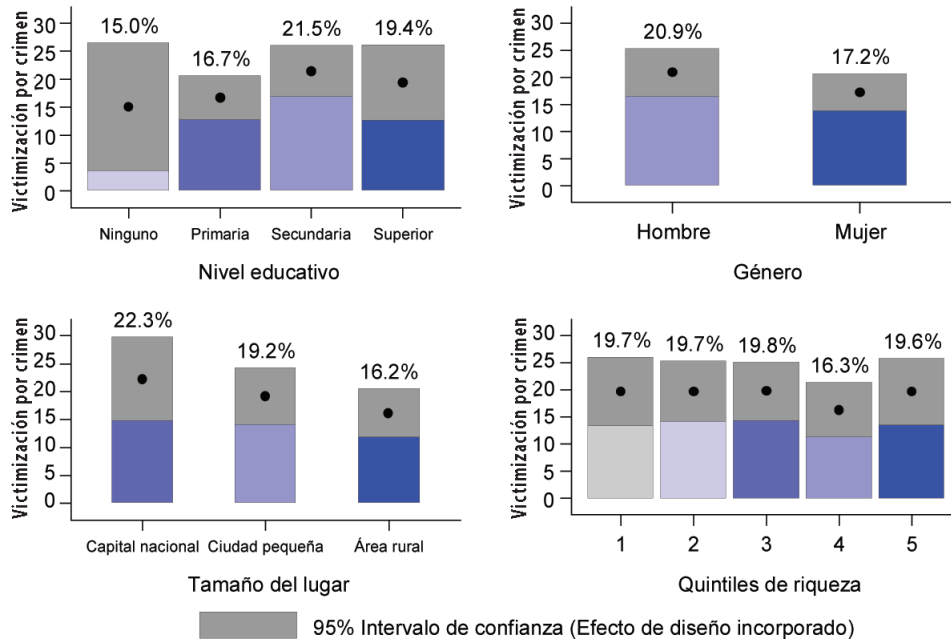 Victimización por crimen
30
25
20
15
10
5
0
15.0%
16.7%
21.5%
19.4%
Ninguno
Primaria
Secundaria
Superior
Nivel educativo
Victimización por crimen
30
25
20
15
10
5
0
20.9%
17.2%
Hombre
Mujer
Género
Victimización por crimen
30
25
20
15
10
5
0
22.3%
19.2%
16.2%
Capital nacional
Ciudad pequeña
Área rural
Tamaño del lugar
Victimización por crimen
30
25
20
15
10
5
0
19.7%
19.7%
19.8%
16.3%
19.6%
1
2
3
4
5
Quintiles de riqueza
95% Intervalo de confianza (Efecto de diseño incorporado)